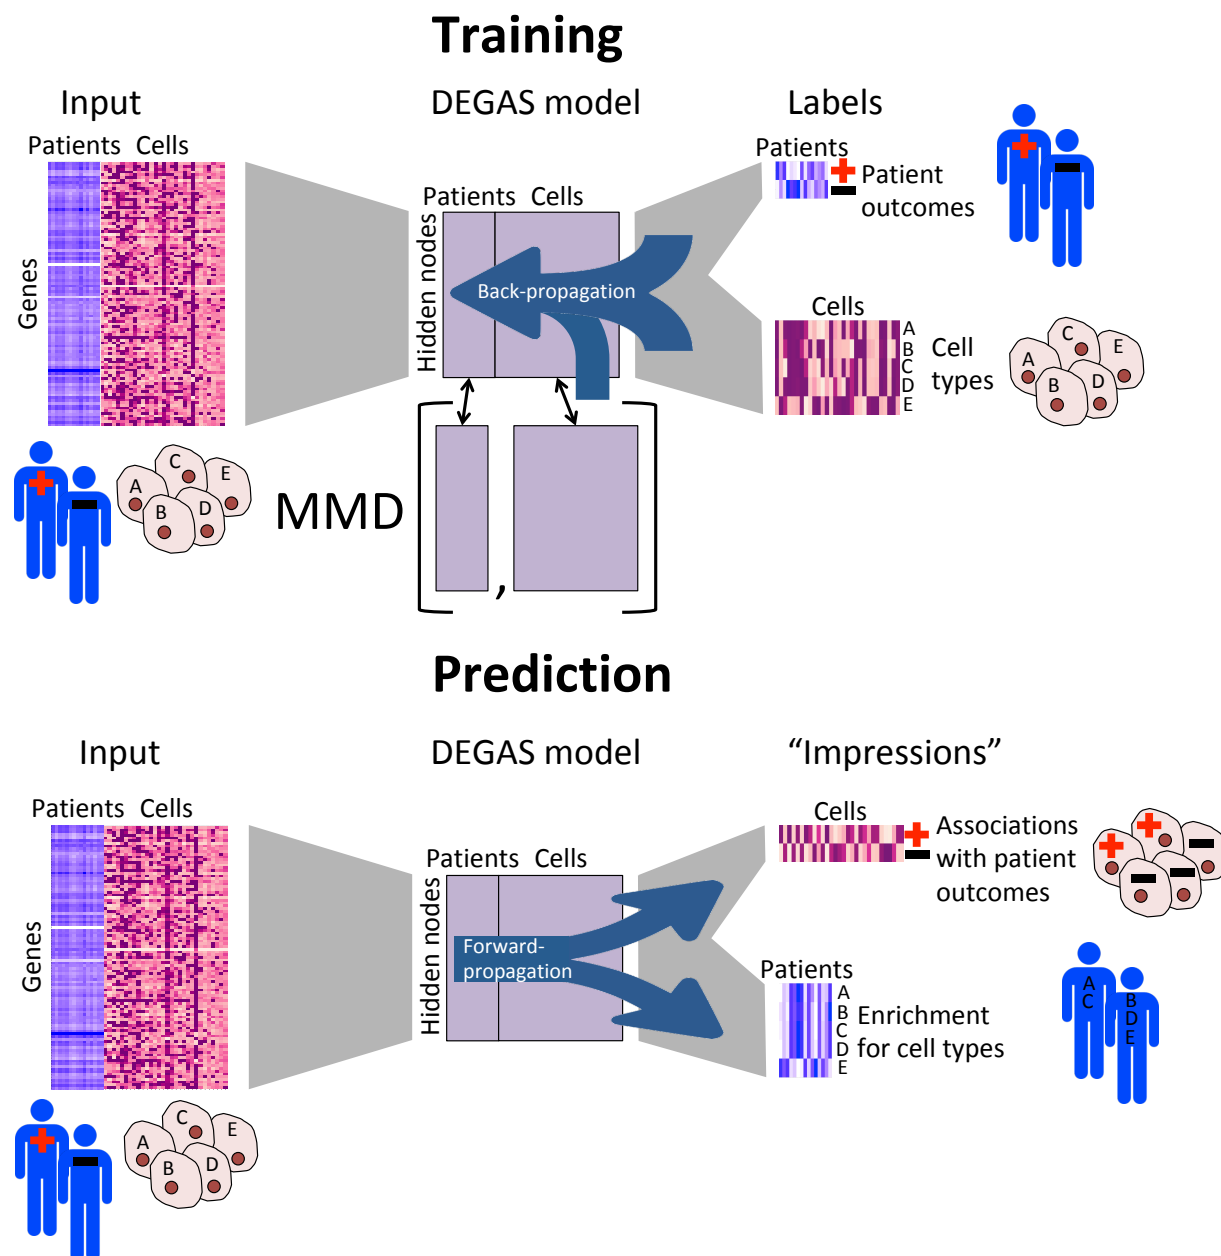 Training
Input
DEGAS model
Labels
Patients Cells
Genes
A
B
C
D
E
Patients Cells
Hidden nodes
Back-propagation
MMD
,
Patients
Patient
outcomes
Cells
A
B
C
D
E
Cell
types
A
B
C
D
E
Prediction
Input
DEGAS model
“Impressions”
Patients Cells
Genes
A
B
C
D
E
Patients Cells
Hidden nodes
Forward-
propagation
Cells
Associations
with patient
outcomes
Patients
A
B
C
D
E
Enrichment
for cell types
A
C
B
D
E